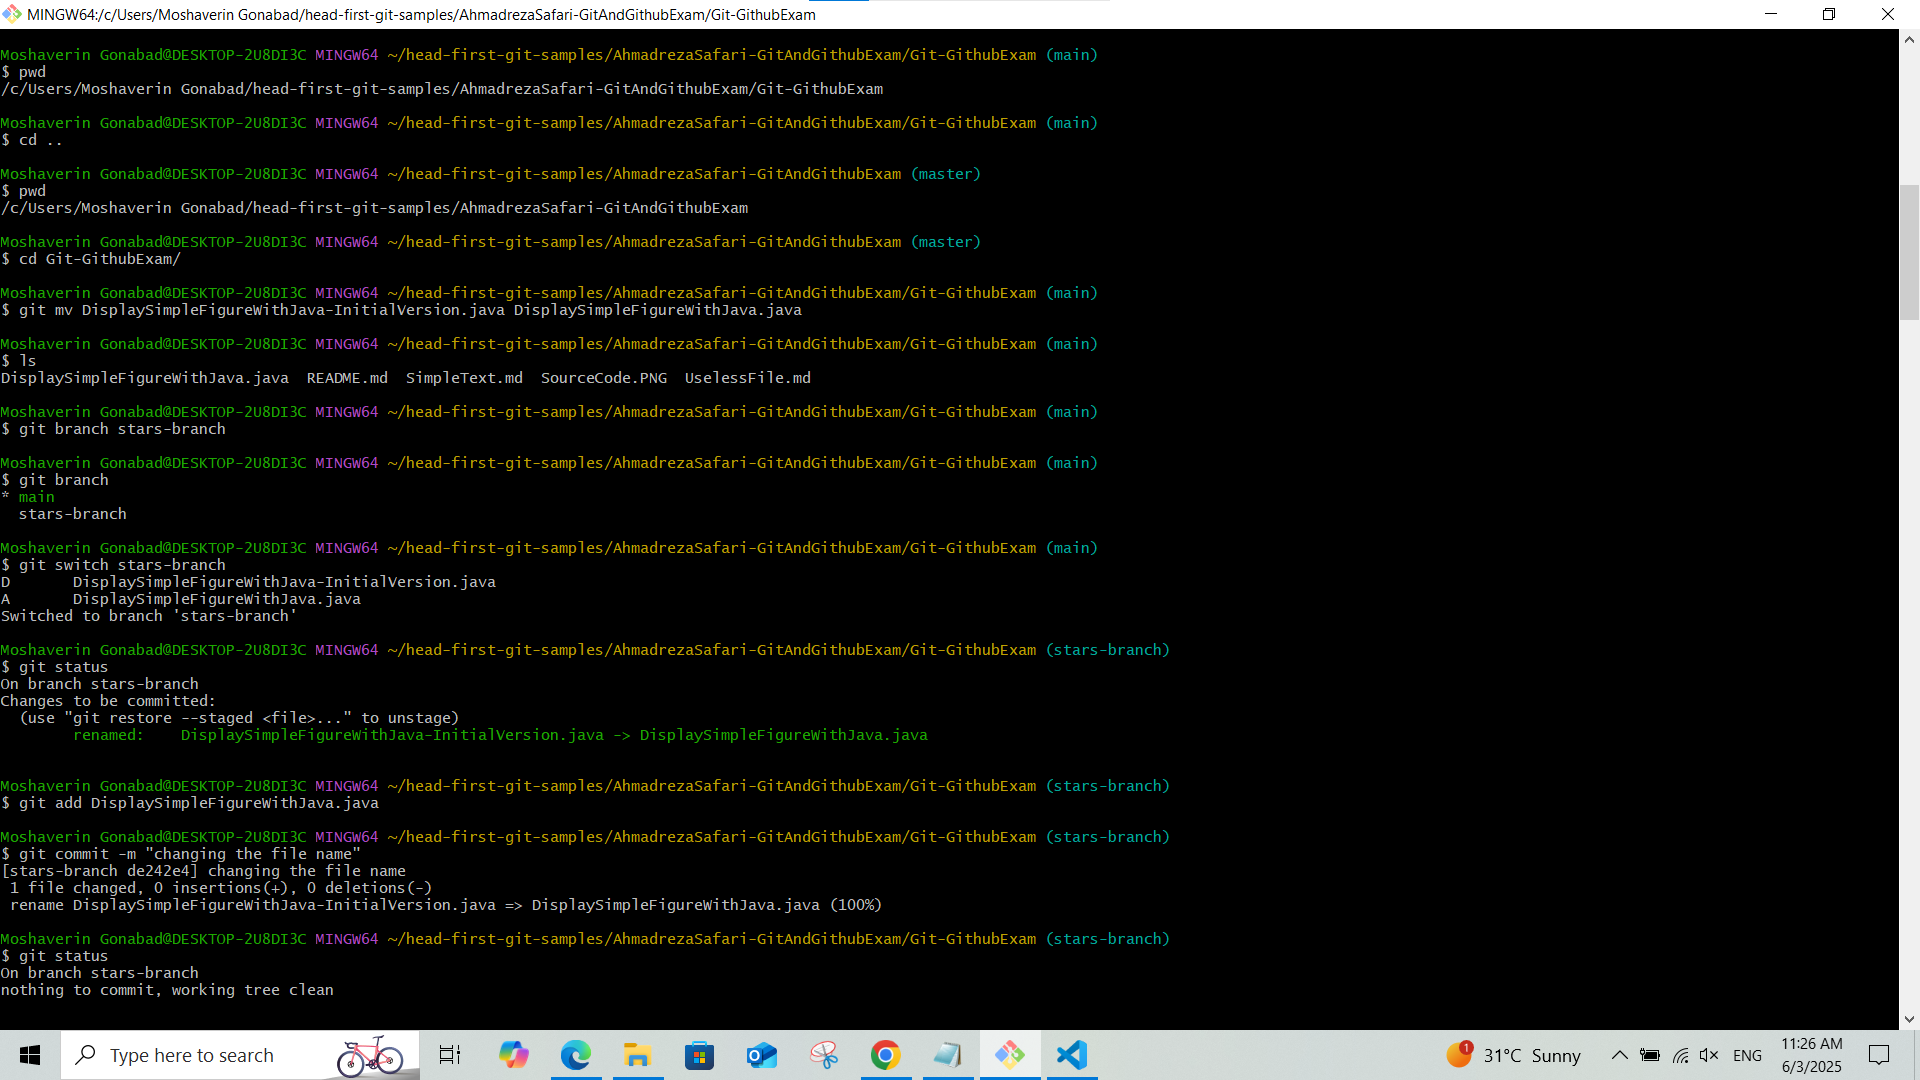 MINGW64:/c/Users/Moshaverin Gonabad/head-first-git-samples/AhmadrezaSafari-GitAndGithubExam/Git-GithubExam
Moshaverin Gonabad@DESKTOP-2U8DI3C MINGW64 ~/head-first-git-samples/AhmadrezaSafari-GitAndGithubExam/Git-GithubExam (main)
$ pwd
/c/Users/Moshaverin Gonabad/head-first-git-samples/AhmadrezaSafari-GitAndGithubExam/Git-GithubExam
Moshaverin Gonabad@DESKTOP-2U8DI3C MINGW64 ~/head-first-git-samples/AhmadrezaSafari-GitAndGithubExam/Git-GithubExam (main)
$ cd ..
Moshaverin Gonabad@DESKTOP-2U8DI3C MINGW64 ~/head-first-git-samples/AhmadrezaSafari-GitAndGithubExam (master)
$ pwd
/c/Users/Moshaverin Gonabad/head-first-git-samples/AhmadrezaSafari-GitAndGithubExam
Moshaverin Gonabad@DESKTOP-2U8DI3C MINGW64 ~/head-first-git-samples/AhmadrezaSafari-GitAndGithubExam (master)
$ cd Git-GithubExam/
Moshaverin Gonabad@DESKTOP-2U8DI3C MINGW64 ~/head-first-git-samples/AhmadrezaSafari-GitAndGithubExam/Git-GithubExam (main)
$ git mv DisplaySimpleFigureWithJava-InitialVersion.java DisplaySimpleFigureWithJava.java
Moshaverin Gonabad@DESKTOP-2U8DI3C MINGW64 ~/head-first-git-samples/AhmadrezaSafari-GitAndGithubExam/Git-GithubExam (main)
$ ls
DisplaySimpleFigureWithJava.java  README.md  SimpleText.md  SourceCode.PNG  UselessFile.md
Moshaverin Gonabad@DESKTOP-2U8DI3C MINGW64 ~/head-first-git-samples/AhmadrezaSafari-GitAndGithubExam/Git-GithubExam (main)
$ git branch stars-branch
Moshaverin Gonabad@DESKTOP-2U8DI3C MINGW64 ~/head-first-git-samples/AhmadrezaSafari-GitAndGithubExam/Git-GithubExam (main)
$ git branch
* main
  stars-branch
Moshaverin Gonabad@DESKTOP-2U8DI3C MINGW64 ~/head-first-git-samples/AhmadrezaSafari-GitAndGithubExam/Git-GithubExam (main)
$ git switch stars-branch
D       DisplaySimpleFigureWithJava-InitialVersion.java
A       DisplaySimpleFigureWithJava.java
Switched to branch 'stars-branch'
Moshaverin Gonabad@DESKTOP-2U8DI3C MINGW64 ~/head-first-git-samples/AhmadrezaSafari-GitAndGithubExam/Git-GithubExam (stars-branch)
$ git status
On branch stars-branch
Changes to be committed:
  (use "git restore --staged <file>..." to unstage)
        renamed:    DisplaySimpleFigureWithJava-InitialVersion.java -> DisplaySimpleFigureWithJava.java
Moshaverin Gonabad@DESKTOP-2U8DI3C MINGW64 ~/head-first-git-samples/AhmadrezaSafari-GitAndGithubExam/Git-GithubExam (stars-branch)
$ git add DisplaySimpleFigureWithJava.java
Moshaverin Gonabad@DESKTOP-2U8DI3C MINGW64 ~/head-first-git-samples/AhmadrezaSafari-GitAndGithubExam/Git-GithubExam (stars-branch)
$ git commit -m "changing the file name"
[stars-branch de242e4] changing the file name
 1 file changed, 0 insertions(+), 0 deletions(-)
 rename DisplaySimpleFigureWithJava-InitialVersion.java => DisplaySimpleFigureWithJava.java (100%)
Moshaverin Gonabad@DESKTOP-2U8DI3C MINGW64 ~/head-first-git-samples/AhmadrezaSafari-GitAndGithubExam/Git-GithubExam (stars-branch)
$ git status
On branch stars-branch
nothing to commit, working tree clean
Type here to search
1
31°C Sunny
ENG
11:26 AM
6/3/2025